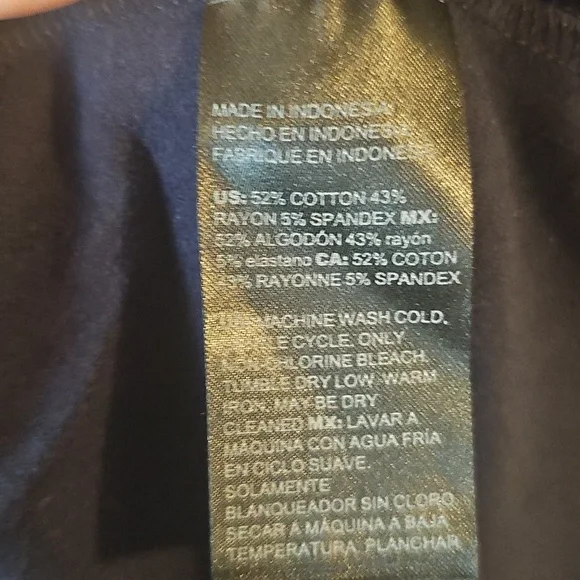 MADE IN INDONESIA
HECHO EN INDONESIA
FABRIQUÉ EN INDONESIE
US: 52% COTTON 43%
RAYON 5% SPANDEX MX:
52% ALGODÓN 43% rayón
5% elástano CA: 52% COTON
43% RAYONNE 5% SPANDEX
MACHINE WASH COLD,
CYCLE. ONLY
CHLORINE BLEACH.
TUMBLE DRY LOW. WARM
IRON. MAY BE DRY
CLEANED MX: LAVAR A
MÁQUINA CON AGUA FRÍA
EN CICLO SUAVE.
SOLAMENTE
BLANQUEADOR SIN CLORO
SECAR A MÁQUINA A BAJA
TEMPERATURA. PLANCHAR